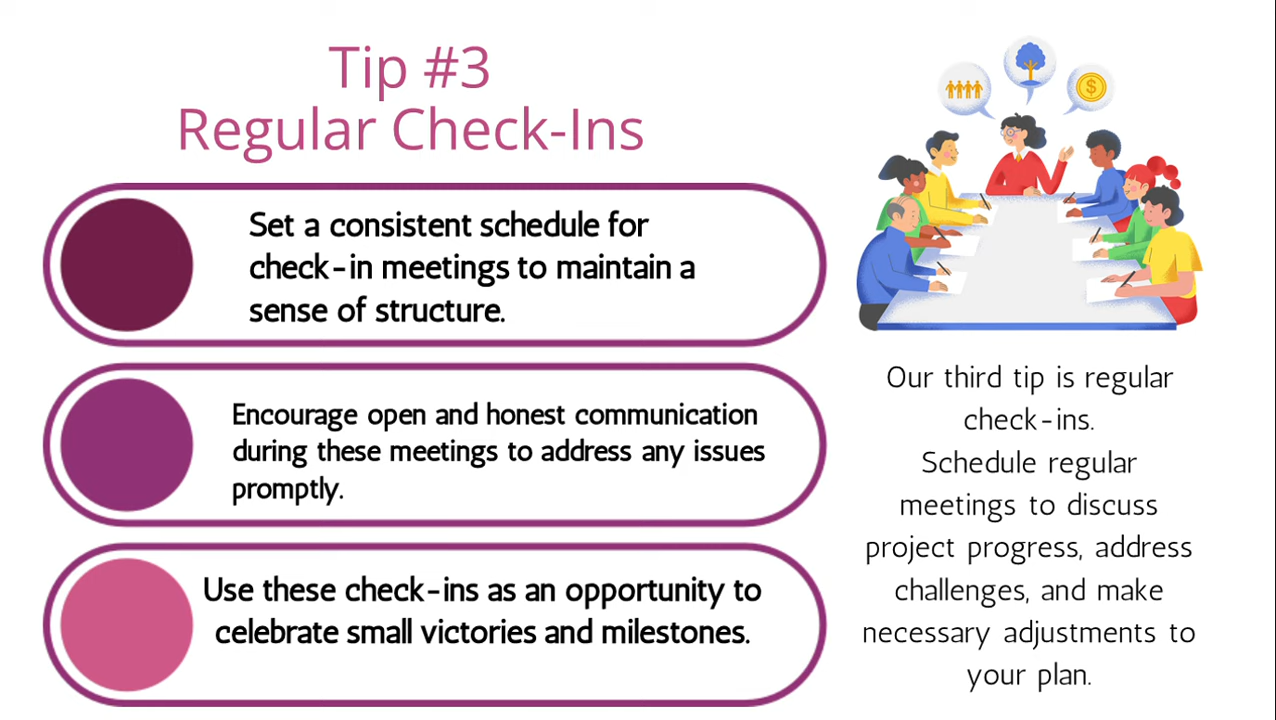 Tip #3
Regular Check-Ins
Set a consistent schedule for
check-in meetings to maintain a
sense of structure.
Encourage open and honest communication
during these meetings to address any issues
promptly.
Use these check-ins as an opportunity to
celebrate small victories and milestones.
$
Our third tip is regular
check-ins.
Schedule regular
meetings to discuss
project progress, address
challenges, and make
necessary adjustments to
your plan.